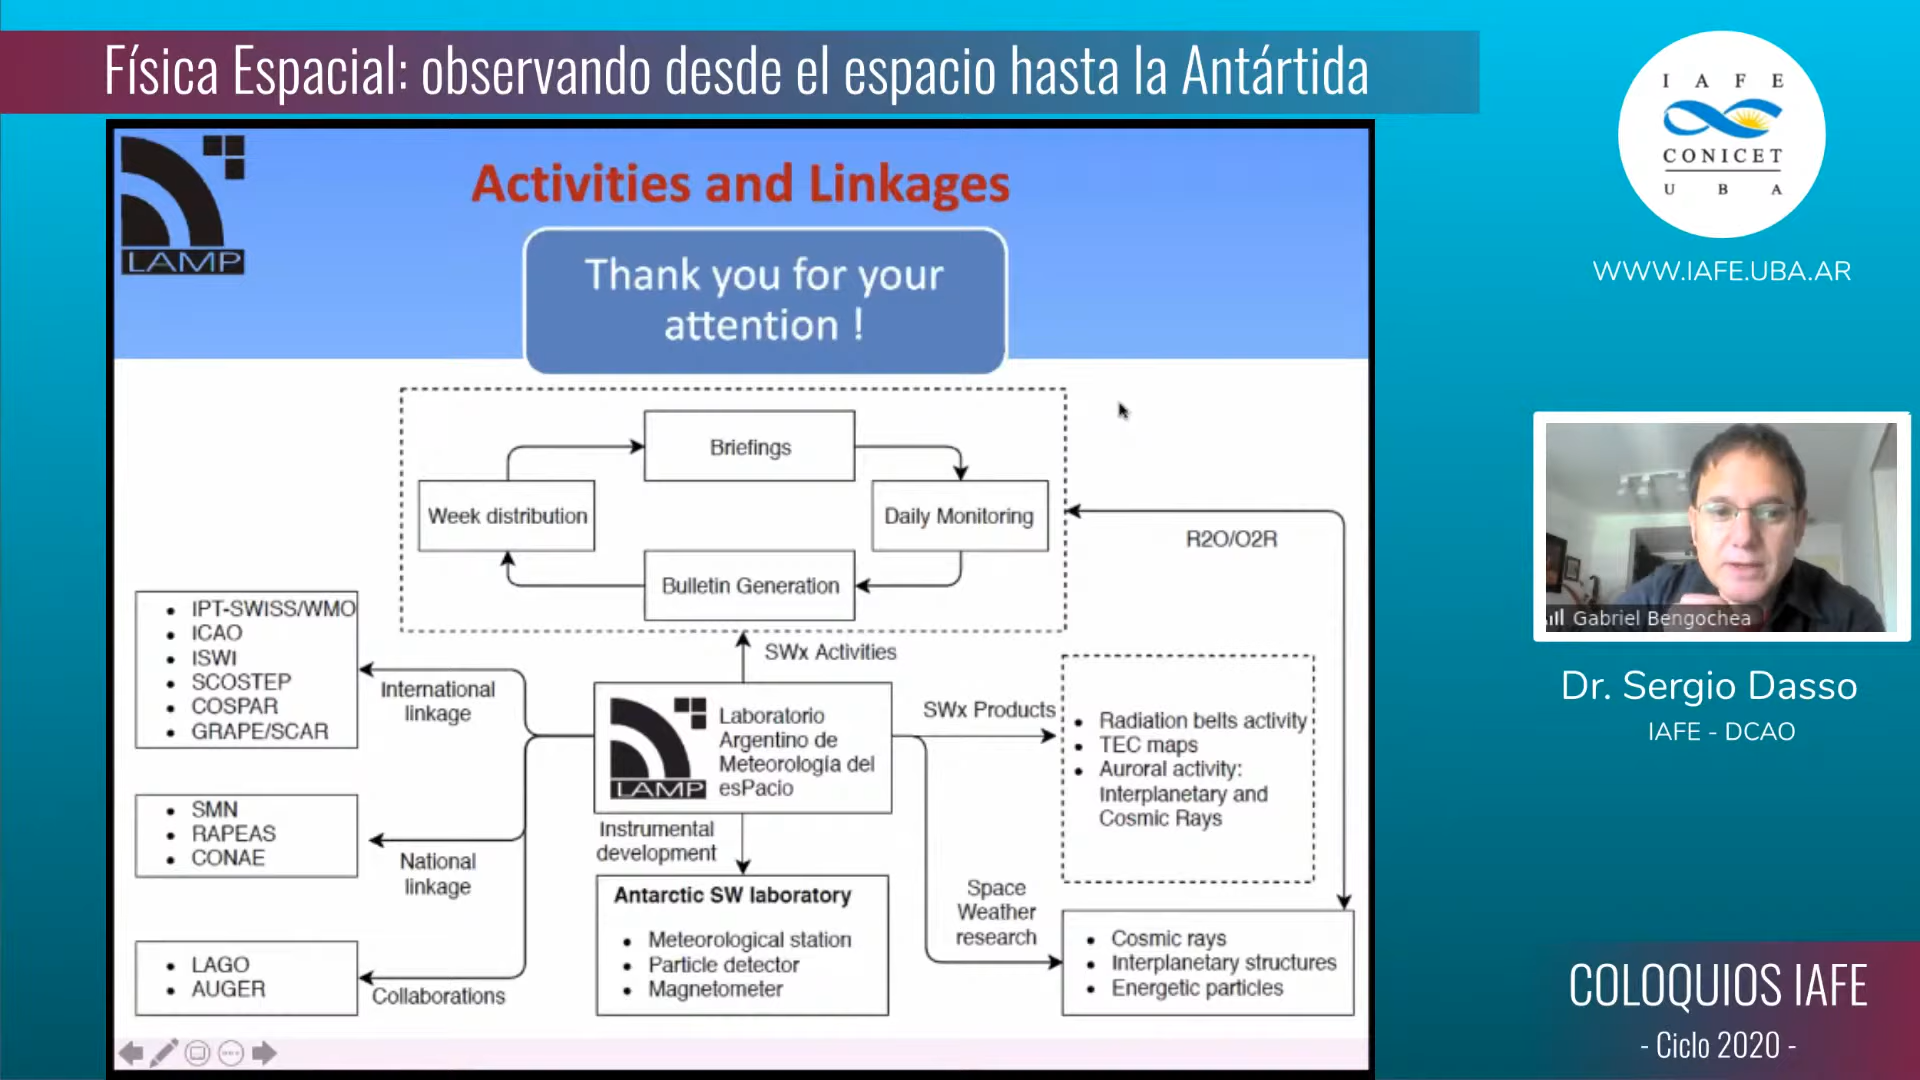 Física Espacial: observando desde el espacio hasta la Antártida
I A F E
CONICET
U B A
WWW.IAFE.UBA.AR
LAMP
Activities and Linkages
Thank you for your
attention !
Briefings
Week distribution
Daily Monitoring
Bulletin Generation
R2O/O2R
SWx Activities
• IPT-SWISS/WMO
• ICAO
• ISWI
• SCOSTEP
• COSPAR
• GRAPE/SCAR
International
linkage
• SMN
• RAPEAS
• CONAE
National
linkage
• LAGO
• AUGER
Collaborations
LAMP
Laboratorio
Argentino de
Meteorología del
esPacio
Instrumental
development
Antarctic SW laboratory
• Meteorological station
• Particle detector
• Magnetometer
SWx Products
• Radiation belts activity
• TEC maps
• Auroral activity:
Interplanetary and
Cosmic Rays
Space
Weather
research
• Cosmic rays
• Interplanetary structures
• Energetic particles
Gabriel Bengochea
Dr. Sergio Dasso
IAFE - DCAO
COLOQUIOS IAFE
- Ciclo 2020 -